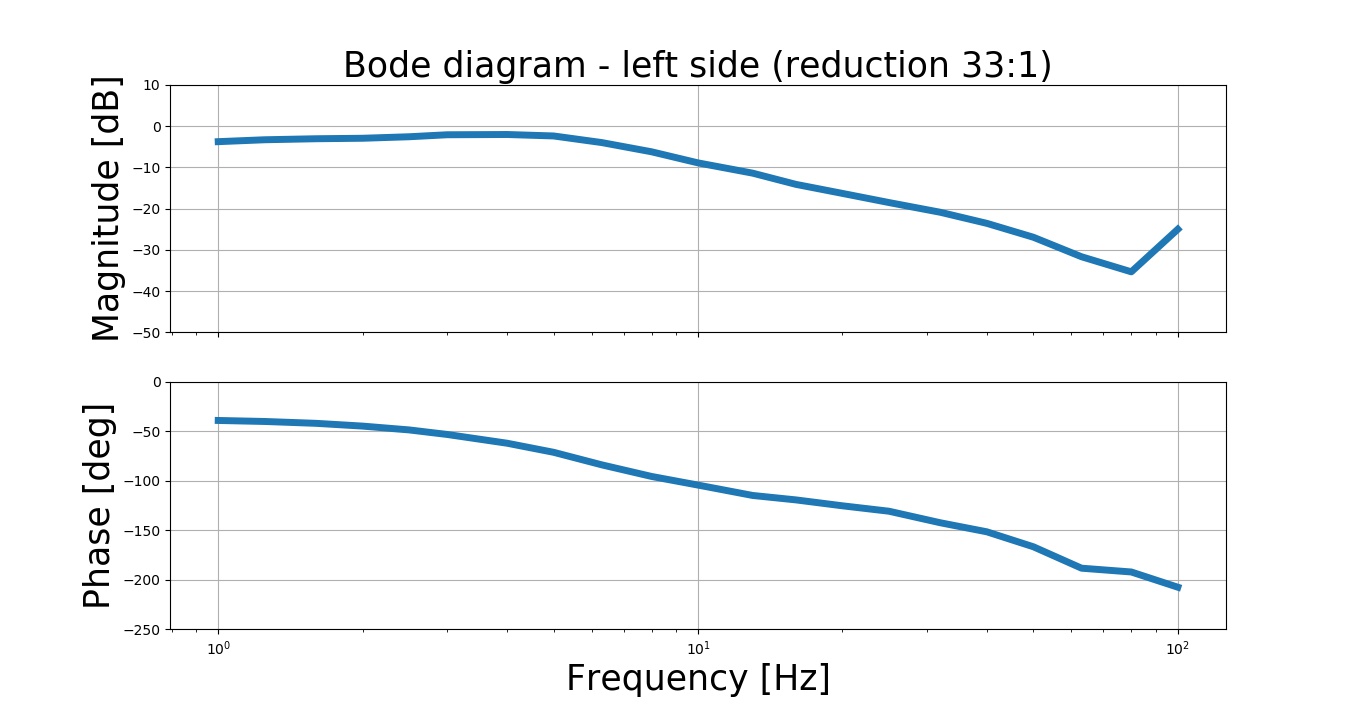 Bode diagram - left side (reduction 33:1)
Magnitude [dB]
10
0
−10
−20
−30
−40
−50
Phase [deg]
0
−50
−100
−150
−200
−250
10⁰ 10¹ 10²
Frequency [Hz]